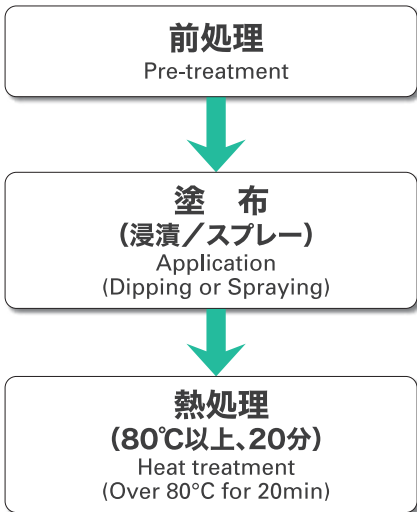 前処理
Pre-treatment
塗 布
(浸漬／スプレー)
Application
(Dipping or Spraying)
熱処理
(80℃以上、20分)
Heat treatment
(Over 80°C for 20min)